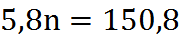 5,8n = 150,8